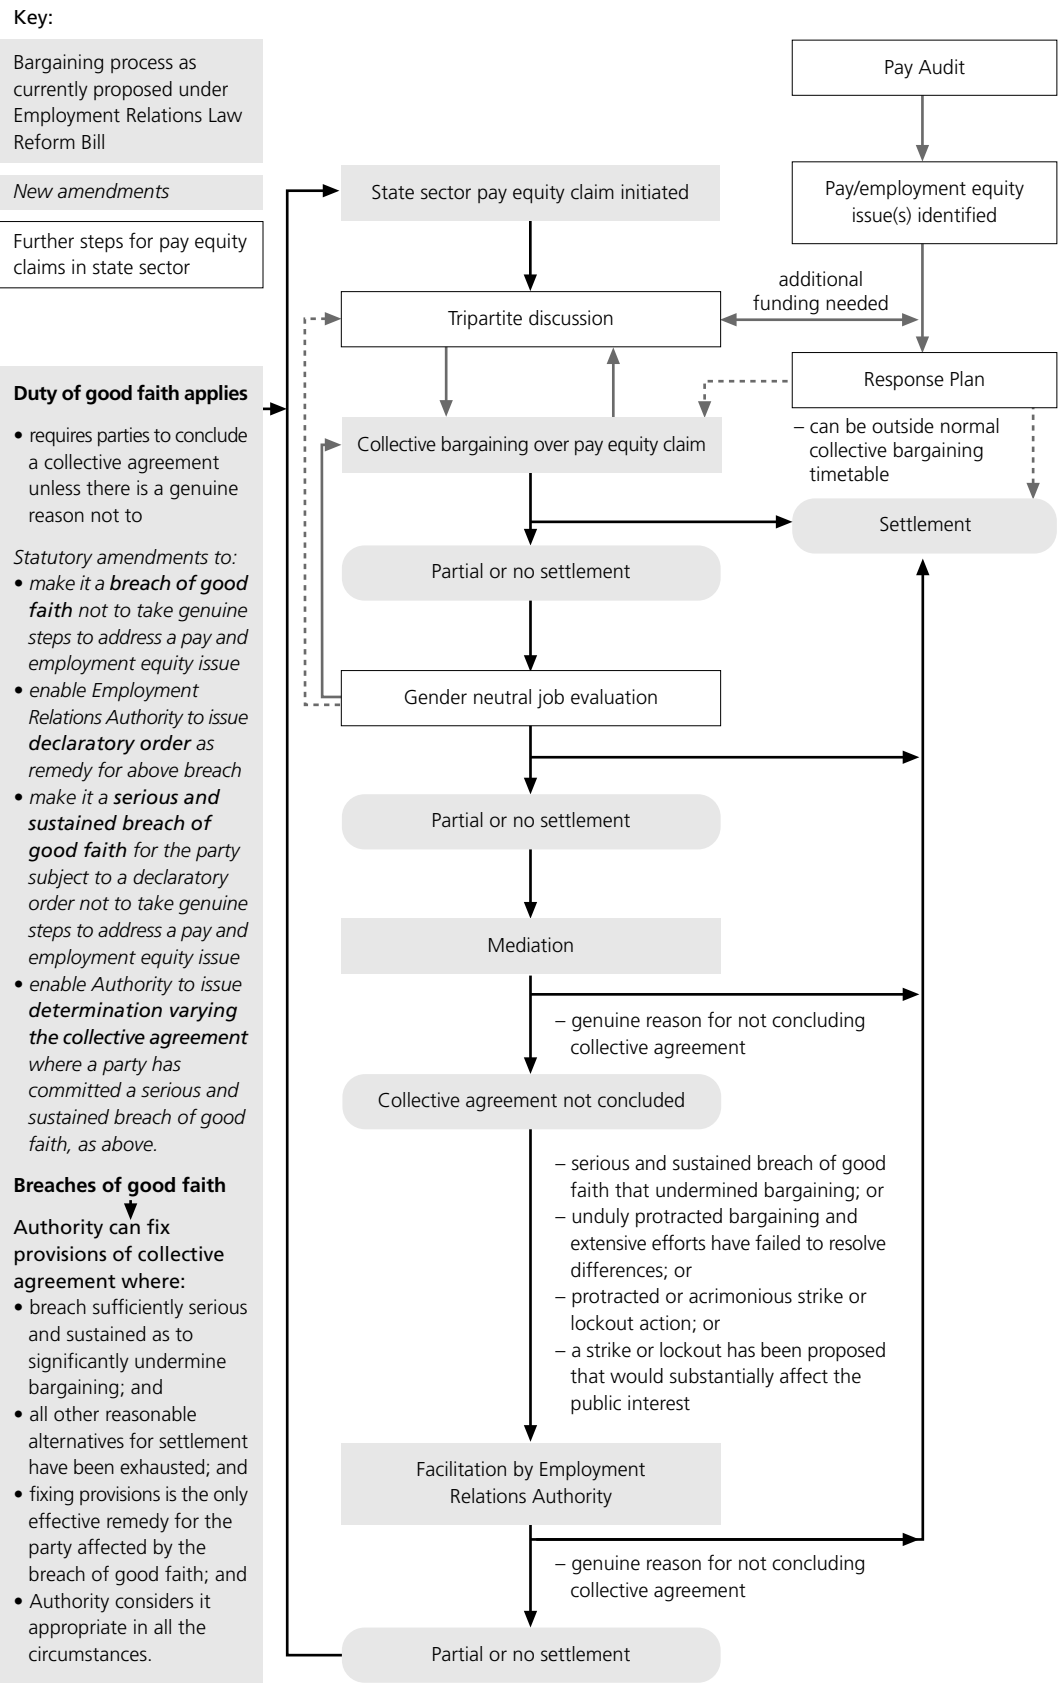 Key:
Bargaining process as
currently proposed under
Employment Relations Law
Reform Bill
New amendments
Further steps for pay equity
claims in state sector
Duty of good faith applies
• requires parties to conclude
a collective agreement
unless there is a genuine
reason not to
Statutory amendments to:
• make it a breach of good
faith not to take genuine
steps to address a pay and
employment equity issue
• enable Employment
Relations Authority to issue
declaratory order as
remedy for above breach
• make it a serious and
sustained breach of
good faith for the party
subject to a declaratory
order not to take genuine
steps to address a pay and
employment equity issue
• enable Authority to issue
determination varying
the collective agreement
where a party has
committed a serious and
sustained breach of good
faith, as above.
Breaches of good faith
Authority can fix
provisions of collective
agreement where:
• breach sufficiently serious
and sustained as to
significantly undermine
bargaining; and
• all other reasonable
alternatives for settlement
have been exhausted; and
• fixing provisions is the only
effective remedy for the
party affected by the
breach of good faith; and
• Authority considers it
appropriate in all the
circumstances.
State sector pay equity claim initiated
Tripartite discussion
Collective bargaining over pay equity claim
Partial or no settlement
Gender neutral job evaluation
Partial or no settlement
Mediation
– genuine reason for not concluding
collective agreement
Collective agreement not concluded
– serious and sustained breach of good
faith that undermined bargaining; or
– unduly protracted bargaining and
extensive efforts have failed to resolve
differences; or
– protracted or acrimonious strike or
lockout action; or
– a strike or lockout has been proposed
that would substantially affect the
public interest
Facilitation by Employment
Relations Authority
– genuine reason for not concluding
collective agreement
Partial or no settlement
Pay Audit
Pay/employment equity
issue(s) identified
additional
funding needed
Response Plan
– can be outside normal
collective bargaining
timetable
Settlement